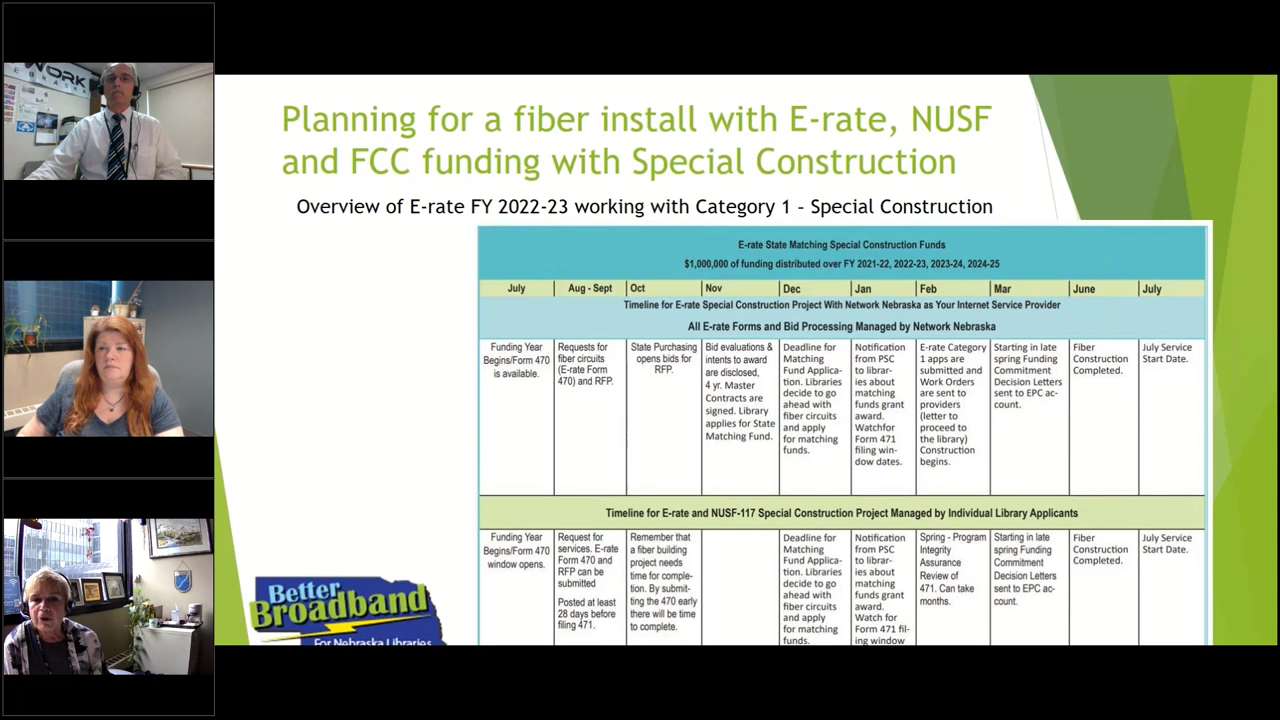 WORK
Planning for a fiber install with E-rate, NUSF
and FCC funding with Special Construction
Overview of E-rate FY 2022-23 working with Category 1 – Special Construction
E-rate State Matching Special Construction Funds
$1,000,000 of funding distributed over FY 2021-22, 2022-23, 2023-24, 2024-25
July Aug - Sept Oct Nov Dec Jan Feb Mar June July
Timeline for E-rate Special Construction Project With Network Nebraska as Your Internet Service Provider
All E-rate Forms and Bid Processing Managed by Network Nebraska
Funding Year
Begins/Form 470
is available.
Requests for
fiber circuits
(E-rate Form
470) and RFP.
State Purchasing
opens bids for
RFP.
Bid evaluations &
intents to award
are disclosed,
4 yr. Master
Contracts are
signed. Library
applies for State
Matching Fund.
Deadline for
Matching
Fund Applica-
tion. Libraries
decide to go
ahead with
fiber circuits
and apply
for matching
funds.
Notification
from PSC
to librar-
ies about
matching
funds grant
award.
Watchfor
Form 471
filing win-
dow dates.
E-rate Category
1 apps are
submitted and
Work Orders
are sent to
providers
(letter to
proceed to
the library)
Construction
begins.
Starting in late
spring Funding
Commitment
Decision Letters
sent to EPC ac-
count.
Fiber
Construction
Completed.
July Service
Start Date.
Timeline for E-rate and NUSF-117 Special Construction Project Managed by Individual Library Applicants
Funding Year
Begins/Form 470
window opens.
Request for
services. E-rate
Form 470 and
RFP can be
submitted
Posted at least
28 days before
filing 471.
Remember that
a fiber building
project needs
time for comple-
tion. By submit-
ting the 470 early
there will be time
to complete.
Deadline for
Matching
Fund Applica-
tion. Libraries
decide to go
ahead with
fiber circuits
and apply
for matching
funds.
Notification
from PSC
to librar-
ies about
matching
funds grant
award.
Watch for
Form 471 fil-
ing window
Spring - Program
Integrity
Assurance
Review of
471. Can take
months.
Starting in late
spring Funding
Commitment
Decision Letters
sent to EPC ac-
count.
Fiber
Construction
Completed.
July Service
Start Date.
Better
Broadband
For Nebraska Libraries